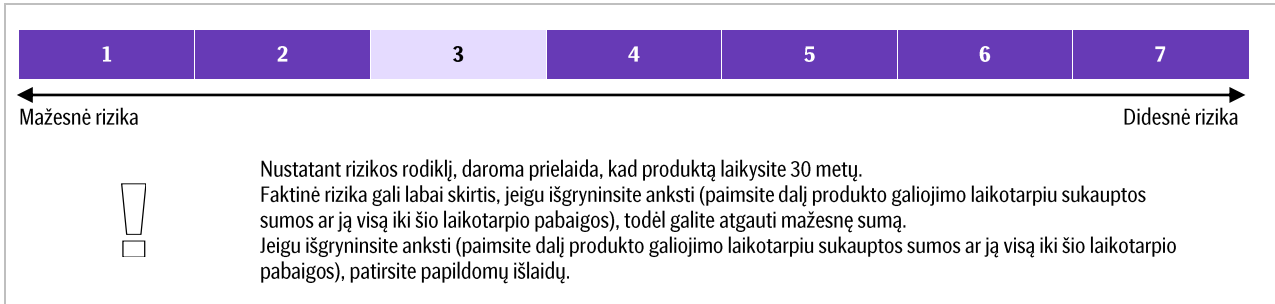 1 2 3 4 5 6 7
Mažesnė rizika Didesnė rizika
Nustatant rizikos rodiklį, daroma prielaida, kad produktą laikysite 30 metų.
Faktinė rizika gali labai skirtis, jeigu išgryninsite anksti (paimsite dalį produkto galiojimo laikotarpiu sukauptos
sumos ar ją visą iki šio laikotarpio pabaigos), todėl galite atgauti mažesnę sumą.
Jeigu išgryninsite anksti (paimsite dalį produkto galiojimo laikotarpiu sukauptos sumos ar ją visą iki šio laikotarpio
pabaigos), patirsite papildomų išlaidų.